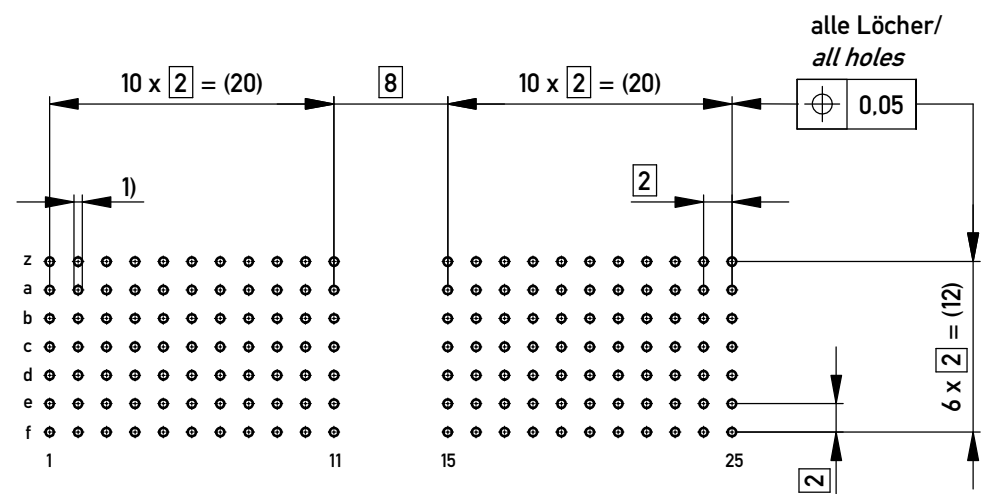 alle Löcher/
all holes
10 x 2 = (20)
8
10 x 2 = (20)
0,05
1)
2
z
a
b
c
d
e
f
6 x 2 = (12)
2
1
11
15
25